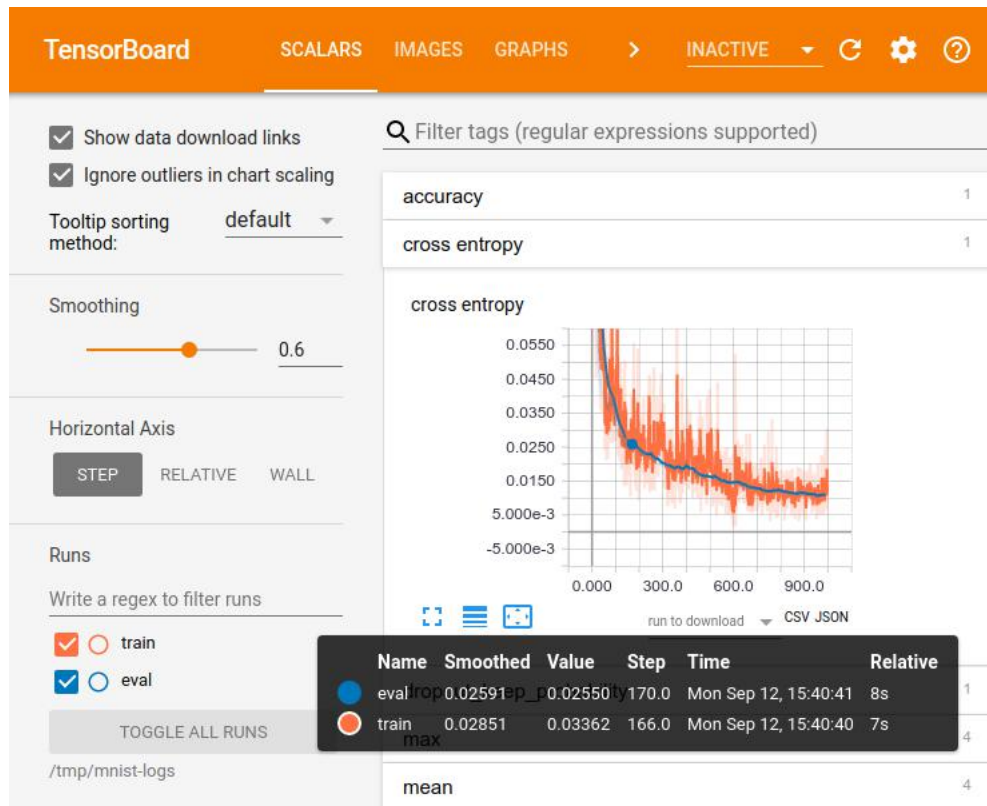 TensorBoard SCALARS IMAGES GRAPHS INACTIVE
Show data download links
Ignore outliers in chart scaling
Tooltip sorting method: default
Smoothing
0.6
Horizontal Axis
STEP RELATIVE WALL
Runs
Write a regex to filter runs
train
eval
TOGGLE ALL RUNS
/tmp/mnist-logs
Filter tags (regular expressions supported)
accuracy 1
cross entropy 1
cross entropy
0.0550
0.0450
0.0350
0.0250
0.0150
5.000e-3
-5.000e-3
0.000 300.0 600.0 900.0
run to download CSV JSON
Name Smoothed Value Step Time Relative
eval 0.02591 0.02550 170.0 Mon Sep 12, 15:40:41 8s
train 0.02851 0.03362 166.0 Mon Sep 12, 15:40:40 7s
1
max 4
mean 4